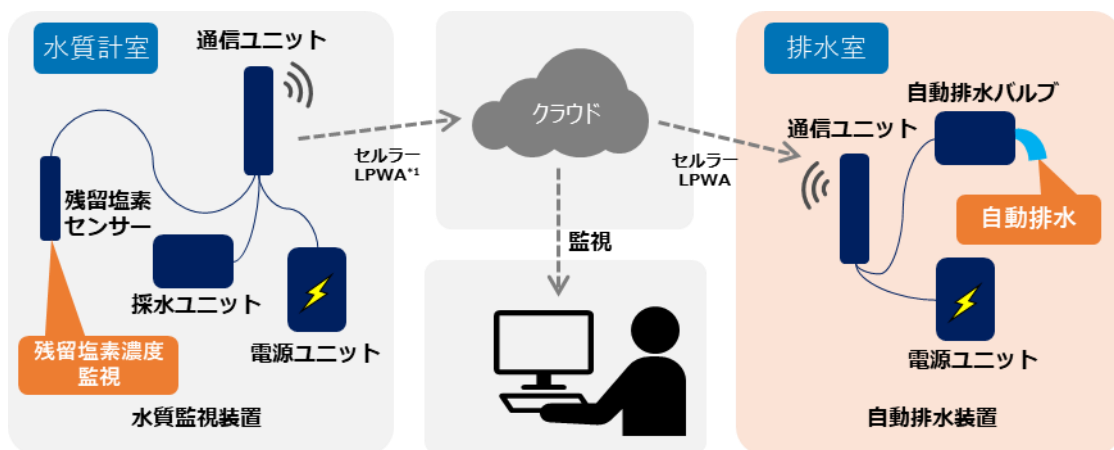 水質計室
通信ユニット
残留塩素
センサー
採水ユニット
電源ユニット
残留塩素濃度
監視
水質監視装置
セルラー
LPWA*1
クラウド
セルラー
LPWA
監視
排水室
自動排水バルブ
通信ユニット
自動排水
電源ユニット
自動排水装置